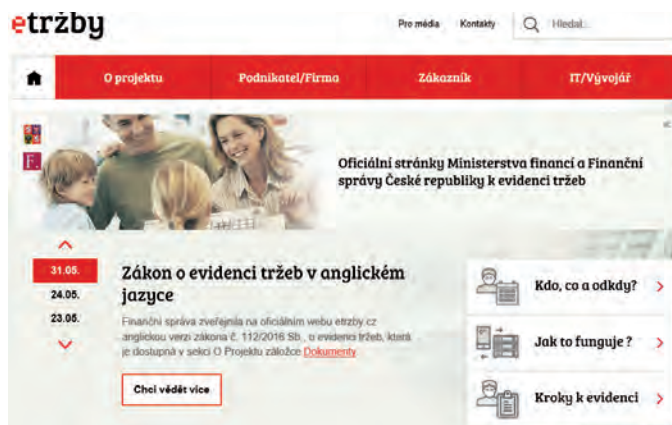 etržby
Pro média Kontakty Hledat...
O projektu Podnikatel/Firma Zákazník IT/Vývojář
F.
Oficiální stránky Ministerstva financí a Finanční
správy České republiky k evidenci tržeb
31.05.
24.05.
23.05.
Zákon o evidenci tržeb v anglickém
jazyce
Finanční správa zveřejnila na oficiálním webu etrzby.cz
anglickou verzi zákona č. 112/2016 Sb., o evidenci tržeb, která
je dostupná v sekci O Projektu záložce Dokumenty.
Chci vědět více
Kdo, co a odkdy?
Jak to funguje ?
Kroky k evidenci